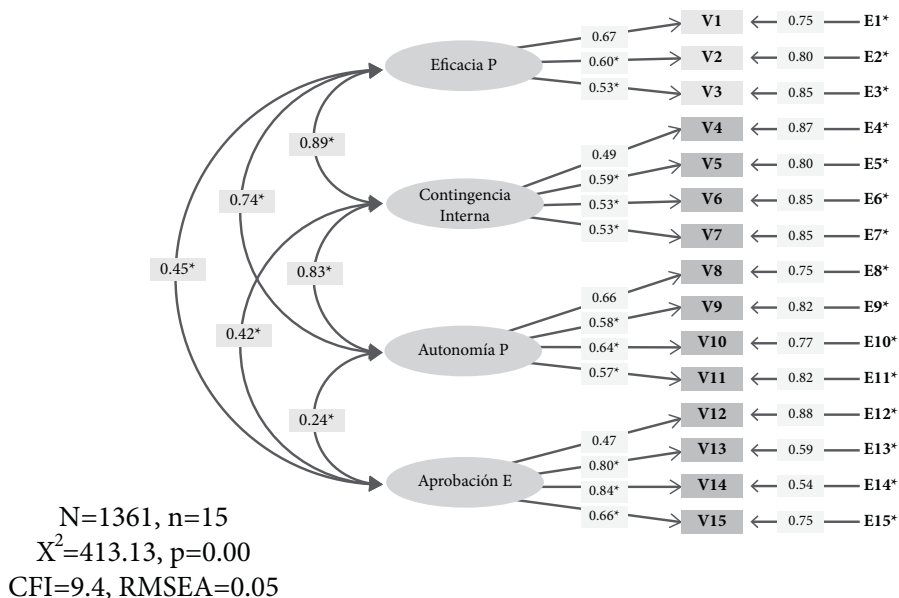 V1 0.75 E1*
0.67
Eficacia P 0.60* V2 0.80 E2*
0.53* V3 0.85 E3*
V4 0.87 E4*
0.89*
0.49
0.59* V5 0.80 E5*
Contingencia
Interna
0.74*
0.53* V6 0.85 E6*
0.53* V7 0.85 E7*
0.45*
0.83*
V8 0.75 E8*
0.66
0.58* V9 0.82 E9*
0.42*
Autonomía P 0.64* V10 0.77 E10*
0.57* V11 0.82 E11*
0.24*
V12 0.88 E12*
0.47
0.80* V13 0.59 E13*
Aprobación E 0.84* V14 0.54 E14*
0.66* V15 0.75 E15*
N=1361, n=15
X²=413.13, p=0.00
CFI=9.4, RMSEA=0.05